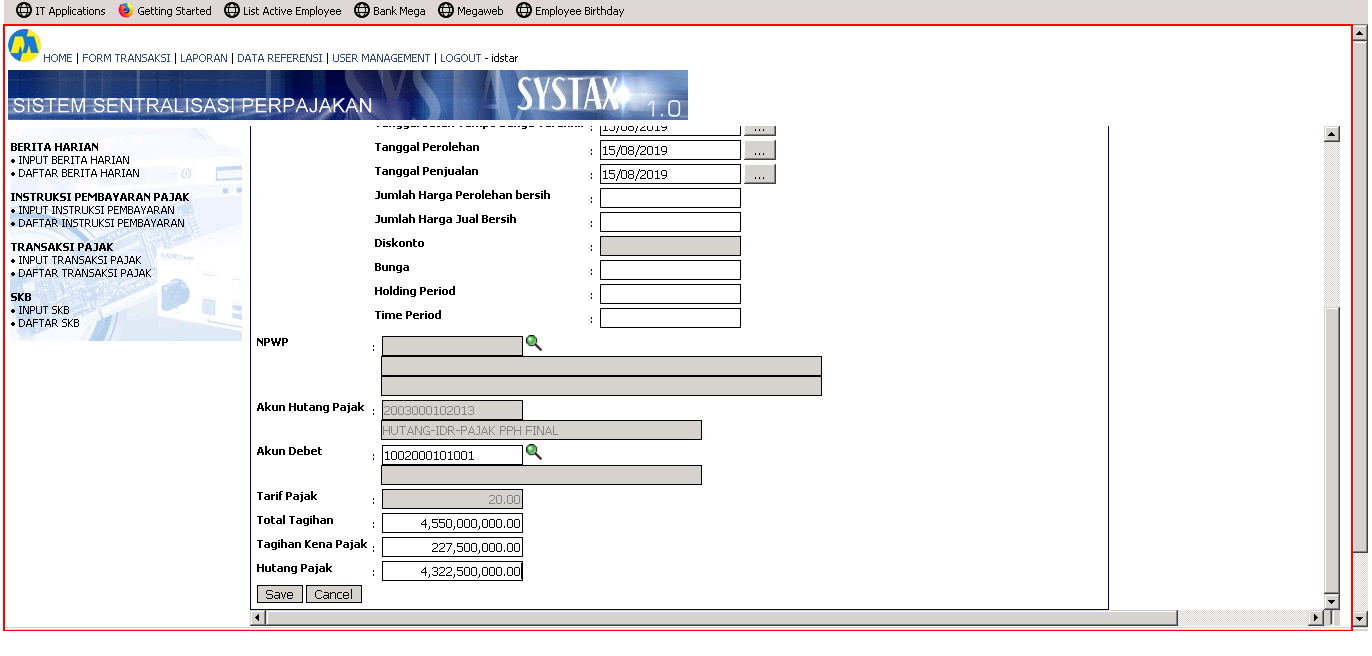 IT Applications Getting Started List Active Employee Bank Mega Megaweb Employee Birthday
HOME | FORM TRANSAKSI | LAPORAN | DATA REFERENSI | USER MANAGEMENT | LOGOUT - idstar
SISTEM SENTRALISASI PERPAJAKAN SYSTAX 1.0
BERITA HARIAN
• INPUT BERITA HARIAN
• DAFTAR BERITA HARIAN
INSTRUKSI PEMBAYARAN PAJAK
• INPUT INSTRUKSI PEMBAYARAN
• DAFTAR INSTRUKSI PEMBAYARAN
TRANSAKSI PAJAK
• INPUT TRANSAKSI PAJAK
• DAFTAR TRANSAKSI PAJAK
SKB
• INPUT SKB
• DAFTAR SKB
: 15/08/2019 ...
Tanggal Perolehan : 15/08/2019 ...
Tanggal Penjualan : 15/08/2019 ...
Jumlah Harga Perolehan bersih :
Jumlah Harga Jual Bersih :
Diskonto :
Bunga :
Holding Period :
Time Period :
NPWP :
Akun Hutang Pajak : 2003000102013
HUTANG-IDR-PAJAK PPH FINAL
Akun Debet : 1002000101001
Tarif Pajak : 20.00
Total Tagihan : 4,550,000,000.00
Tagihan Kena Pajak : 227,500,000.00
Hutang Pajak : 4,322,500,000.00
Save Cancel